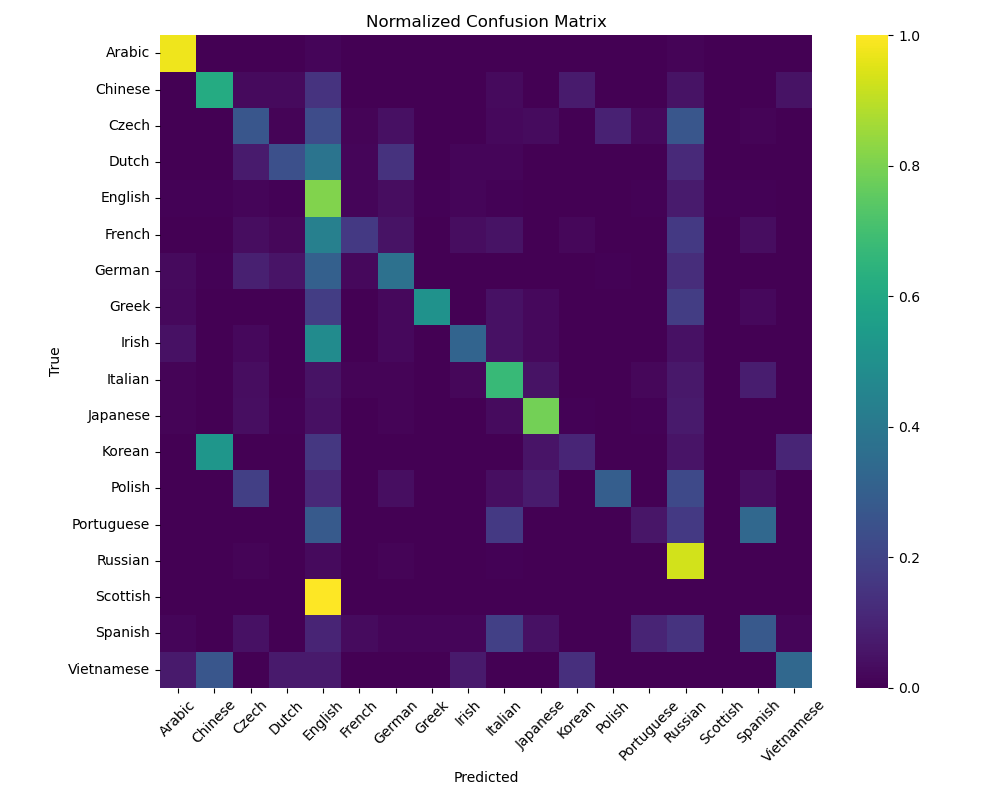 Normalized Confusion Matrix
True
Arabic
Chinese
Czech
Dutch
English
French
German
Greek
Irish
Italian
Japanese
Korean
Polish
Portuguese
Russian
Scottish
Spanish
Vietnamese
Arabic
Chinese
Czech
Dutch
English
French
German
Greek
Irish
Italian
Japanese
Korean
Polish
Portuguese
Russian
Scottish
Spanish
Vietnamese
Predicted
1.0
0.8
0.6
0.4
0.2
0.0